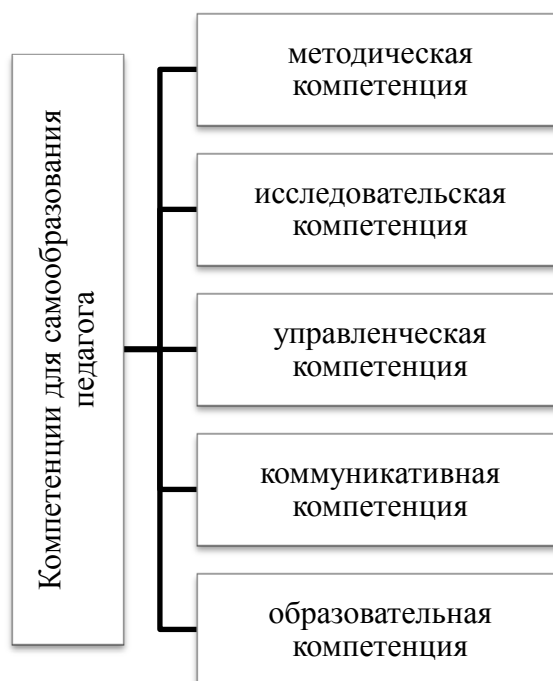 Компетенции для самообразования
педагога
методическая
компетенция
исследовательская
компетенция
управленческая
компетенция
коммуникативная
компетенция
образовательная
компетенция